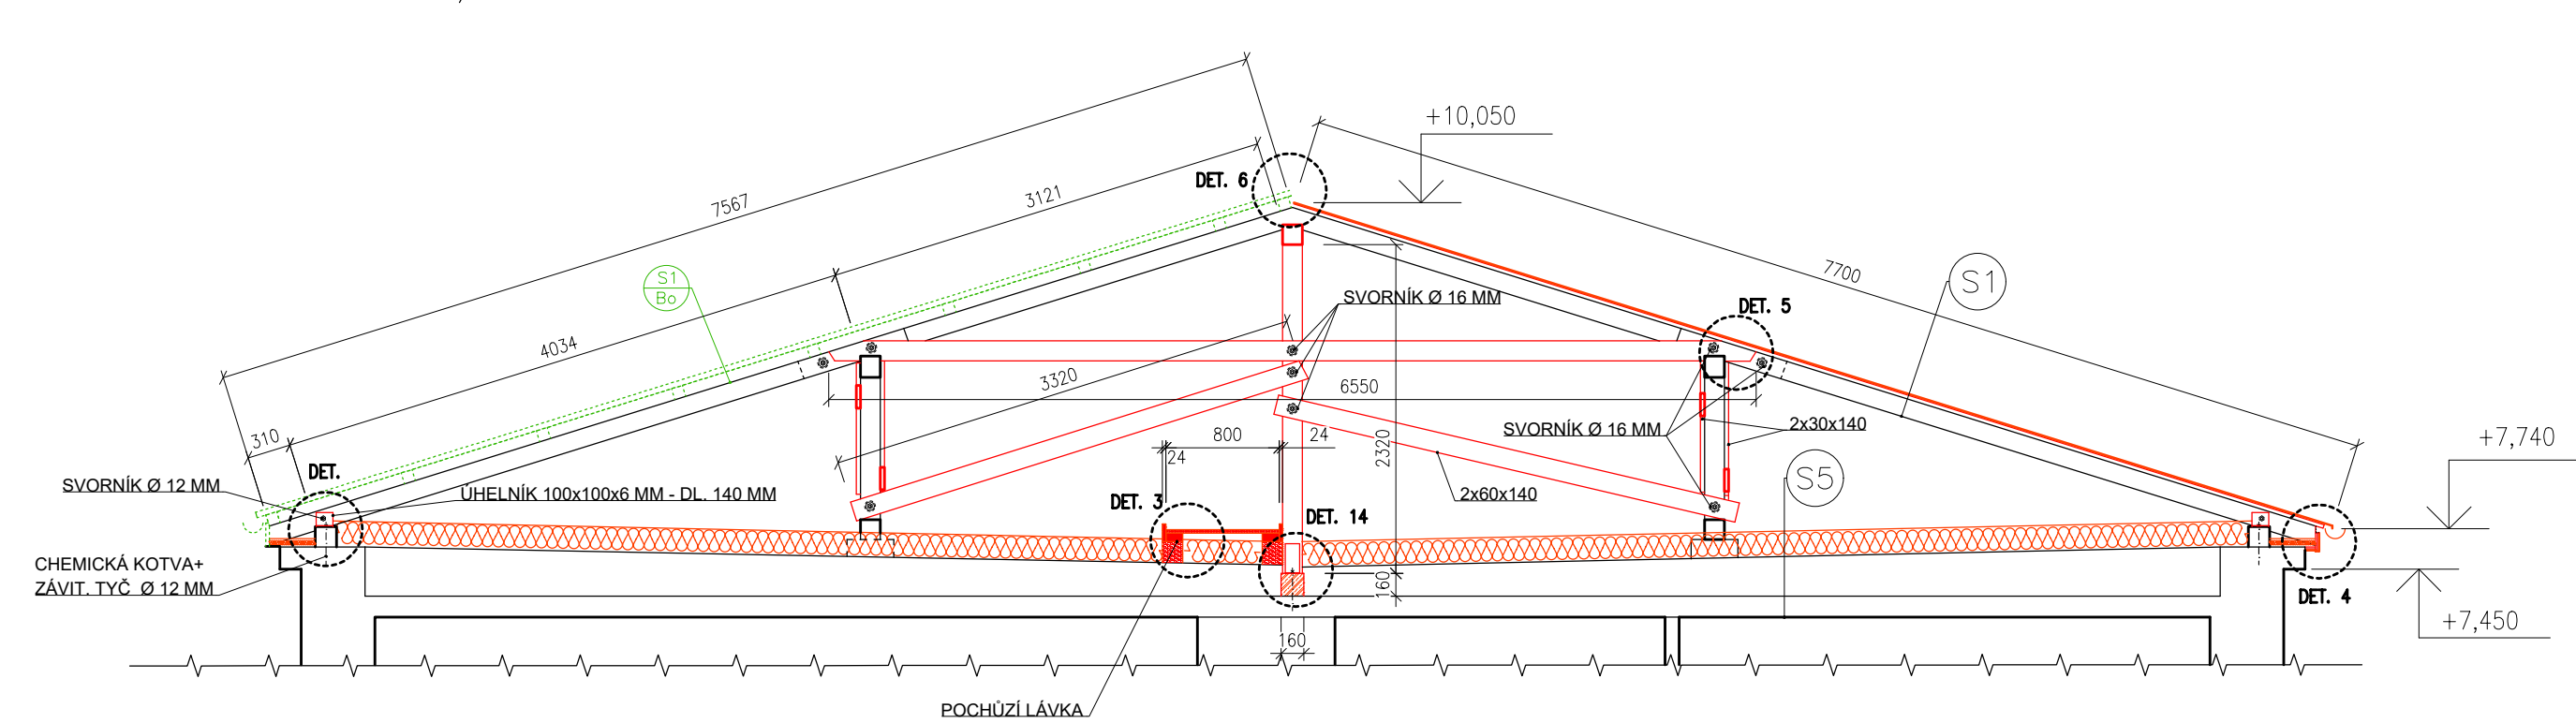 +10,050
DET. 6
7567
3121
7700
S1
Bo
S1
SVORNÍK Ø 16 MM
DET. 5
4034
3320
6550
310
800
24
24
2320
SVORNÍK Ø 16 MM
2x30x140
+7,740
DET.
SVORNÍK Ø 12 MM
ÚHELNÍK 100x100x6 MM - DL. 140 MM
2x60x140
S5
DET. 3
DET. 14
CHEMICKÁ KOTVA+
ZÁVIT. TYČ Ø 12 MM
160
DET. 4
+7,450
160
POCHŮZÍ LÁVKA